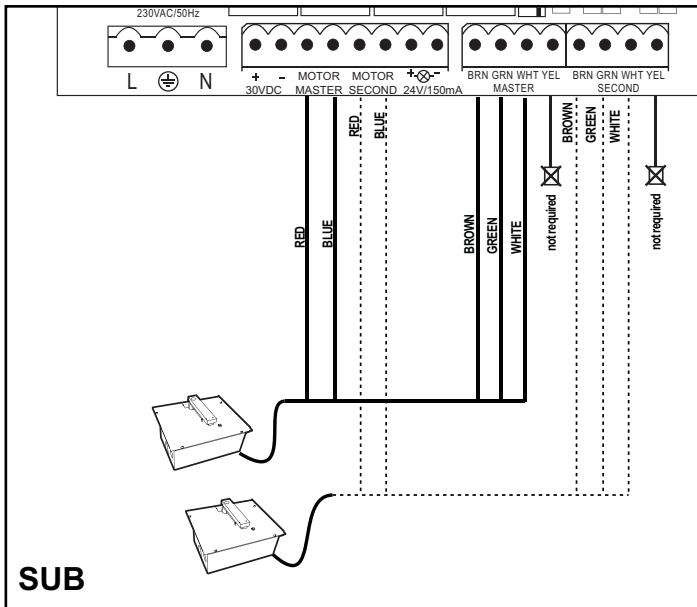 230VAC/50Hz
L N
+ - MOTOR MOTOR + -
30VDC MASTER SECOND 24V/150mA
BRN GRN WHT YEL BRN GRN WHT YEL
MASTER SECOND
RED
BLUE
BROWN
GREEN
WHITE
RED
BLUE
BROWN
GREEN
WHITE
not required
not required
SUB